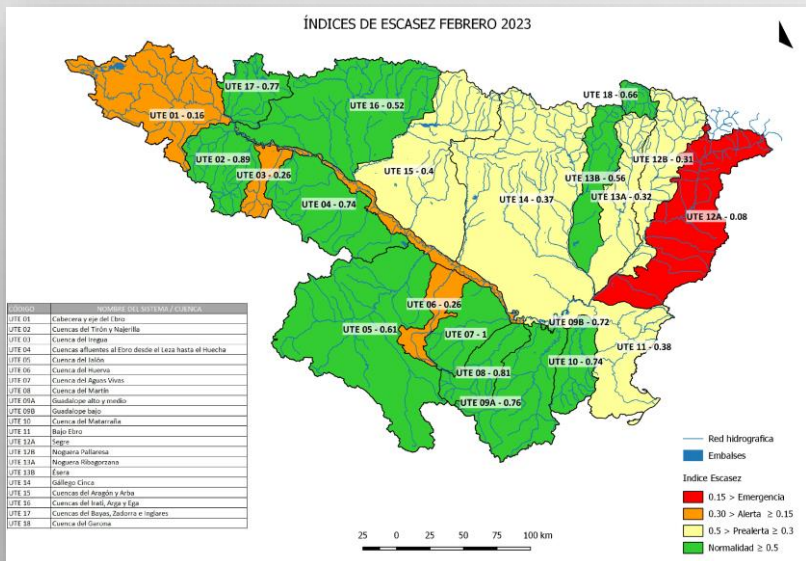 ÍNDICES DE ESCASEZ FEBRERO 2023
UTE 17 - 0.77
UTE 18 - 0.66
UTE 16 - 0.52
UTE 01 - 0.16
UTE 02 - 0.89
UTE 03 - 0.26
UTE 15 - 0.4
UTE 13B - 0.56
UTE 12B - 0.31
UTE 04 - 0.74
UTE 14 - 0.37
UTE 13A - 0.32
UTE 12A - 0.08
UTE 06 - 0.26
UTE 05 - 0.61
UTE 07 - 1
UTE 09B - 0.72
UTE 11 - 0.38
UTE 08 - 0.81
UTE 10 - 0.74
UTE 09A - 0.76
CÓDIGO NOMBRE DEL SISTEMA / CUENCA
UTE 01 Cabecera y eje del Ebro
UTE 02 Cuencas del Tirón y Najerilla
UTE 03 Cuenca del Iregua
UTE 04 Cuencas afluentes al Ebro desde el Leza hasta el Huecha
UTE 05 Cuenca del Jalón
UTE 06 Cuenca del Huerva
UTE 07 Cuenca del Aguas Vivas
UTE 08 Cuenca del Martín
UTE 09A Guadalope alto y medio
UTE 09B Guadalope bajo
UTE 10 Cuenca del Matarraña
UTE 11 Bajo Ebro
UTE 12A Segre
UTE 12B Noguera Pallaresa
UTE 13A Noguera Ribagorzana
UTE 13B Ésera
UTE 14 Gállego Cinca
UTE 15 Cuencas del Aragón y Arba
UTE 16 Cuencas del Irati, Arga y Ega
UTE 17 Cuencas del Bayas, Zadorra e Inglares
UTE 18 Cuenca del Garona
Red hidrografica
Embalses
Indice Escasez
0.15 > Emergencia
0.30 > Alerta ≥ 0.15
0.5 > Prealerta ≥ 0.3
Normalidad ≥ 0.5
25 0 25 50 75 100 km